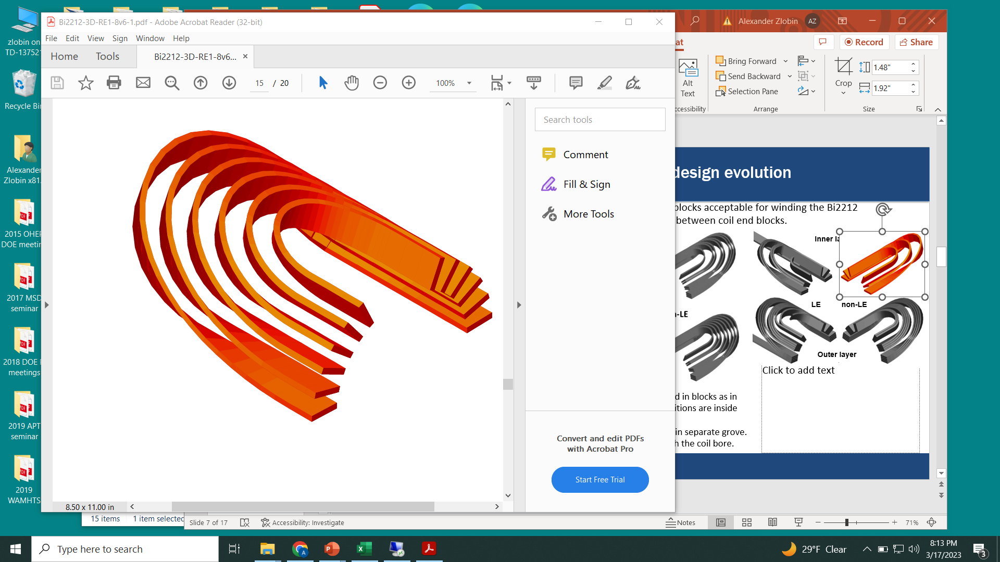 zlobin on
TD-13752
Recycle Bi
Alexander
Zlobin x81
2015 OHEP
DOE meetin
2017 MSD
seminar
2018 DOE
meetings
2019 APT
seminar
2019
WAMHTS
Bi2212-3D-RE1-8v6-1.pdf - Adobe Acrobat Reader (32-bit)
File Edit View Sign Window Help
Home Tools Bi2212-3D-RE1-8v6...
15 / 20 100%
Search tools
Comment
Fill & Sign
More Tools
Convert and edit PDFs
with Acrobat Pro
Start Free Trial
8.50 x 11.00 in
15 items 1 item selected
Alexander Zlobin AZ
at Record Share
Alt
Text
ccessibility
Bring Forward
Send Backward
Selection Pane
Arrange
Crop
1.48"
1.92"
Size
design evolution
blocks acceptable for winding the Bi2212
between coil end blocks.
Inner la
LE non-LE
-LE
Outer layer
Click to add text
d in blocks as in
itions are inside
in separate grove.
h the coil bore.
Slide 7 of 17 Accessibility: Investigate Notes 71%
Type here to search
29°F Clear
8:13 PM
3/17/2023
3